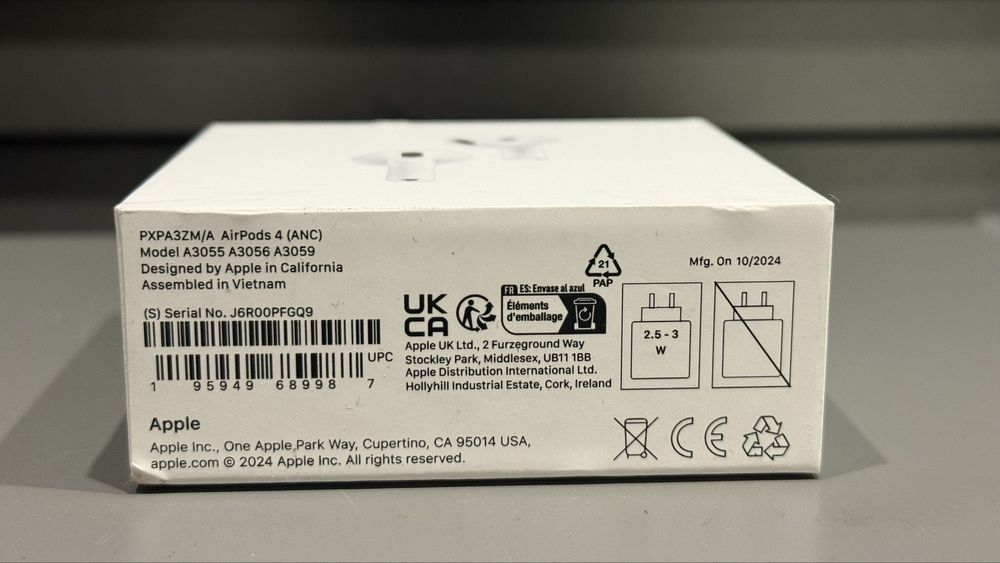 PXPA3ZM/A AirPods 4 (ANC)
Model A3055 A3056 A3059
Designed by Apple in California
Assembled in Vietnam
(S) Serial No. J6R00PFGQ9
UPC
1 95949 68998 7
Apple
Apple Inc., One Apple Park Way, Cupertino, CA 95014 USA,
apple.com © 2024 Apple Inc. All rights reserved.
UK
CA
FR ES: Envase al azul
Éléments
d'emballage
Apple UK Ltd., 2 Furzeground Way
Stockley Park, Middlesex, UB11 1BB
Apple Distribution International Ltd.
Hollyhill Industrial Estate, Cork, Ireland
21
PAP
Mfg. On 10/2024
2.5 - 3
W
CE